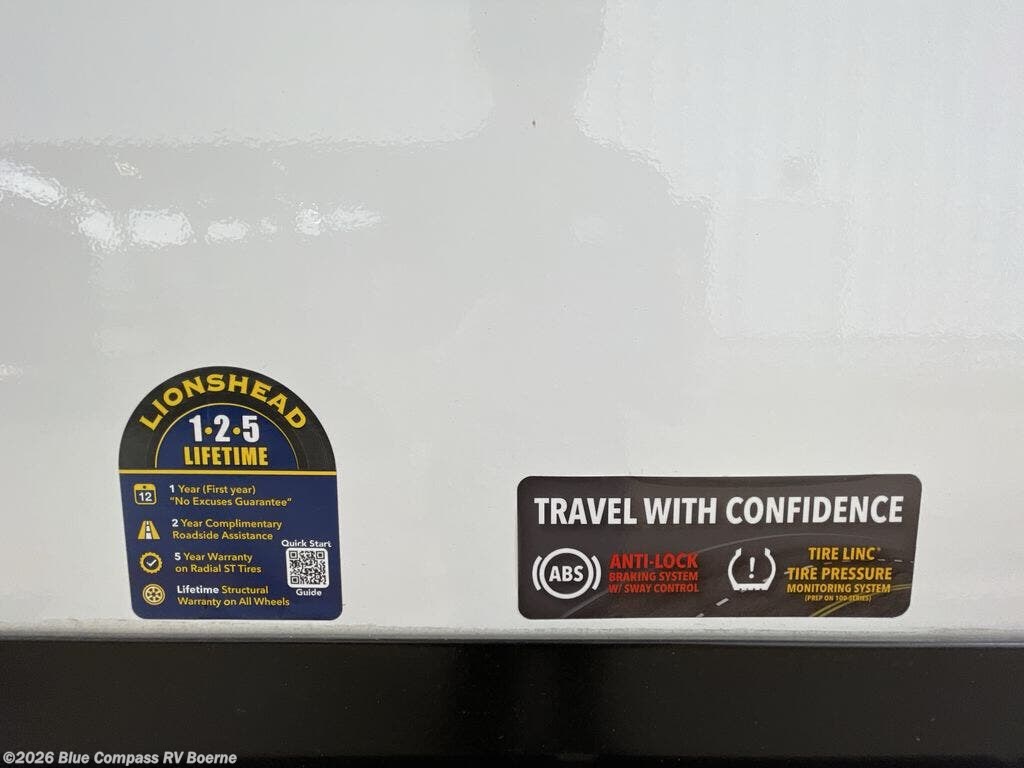 LIONSHEAD
1•2•5
LIFETIME
12
1 Year (First year)
"No Excuses Guarantee"
2 Year Complimentary
Roadside Assistance
5 Year Warranty
on Radial ST Tires
Quick Start
Guide
Lifetime Structural
Warranty on All Wheels
TRAVEL WITH CONFIDENCE
ABS
ANTI-LOCK
BRAKING SYSTEM
W/ SWAY CONTROL
!
TIRE LINC®
TIRE PRESSURE
MONITORING SYSTEM
(PREP ON 100-SERIES)
©2026 Blue Compass RV Boerne